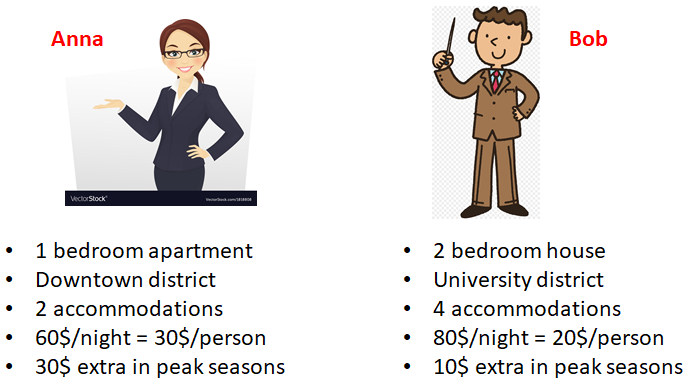 Anna
Bob
VectorStock®
VectorStock.com/1616918
• 1 bedroom apartment
• Downtown district
• 2 accommodations
• 60$/night = 30$/person
• 30$ extra in peak seasons
• 2 bedroom house
• University district
• 4 accommodations
• 80$/night = 20$/person
• 10$ extra in peak seasons